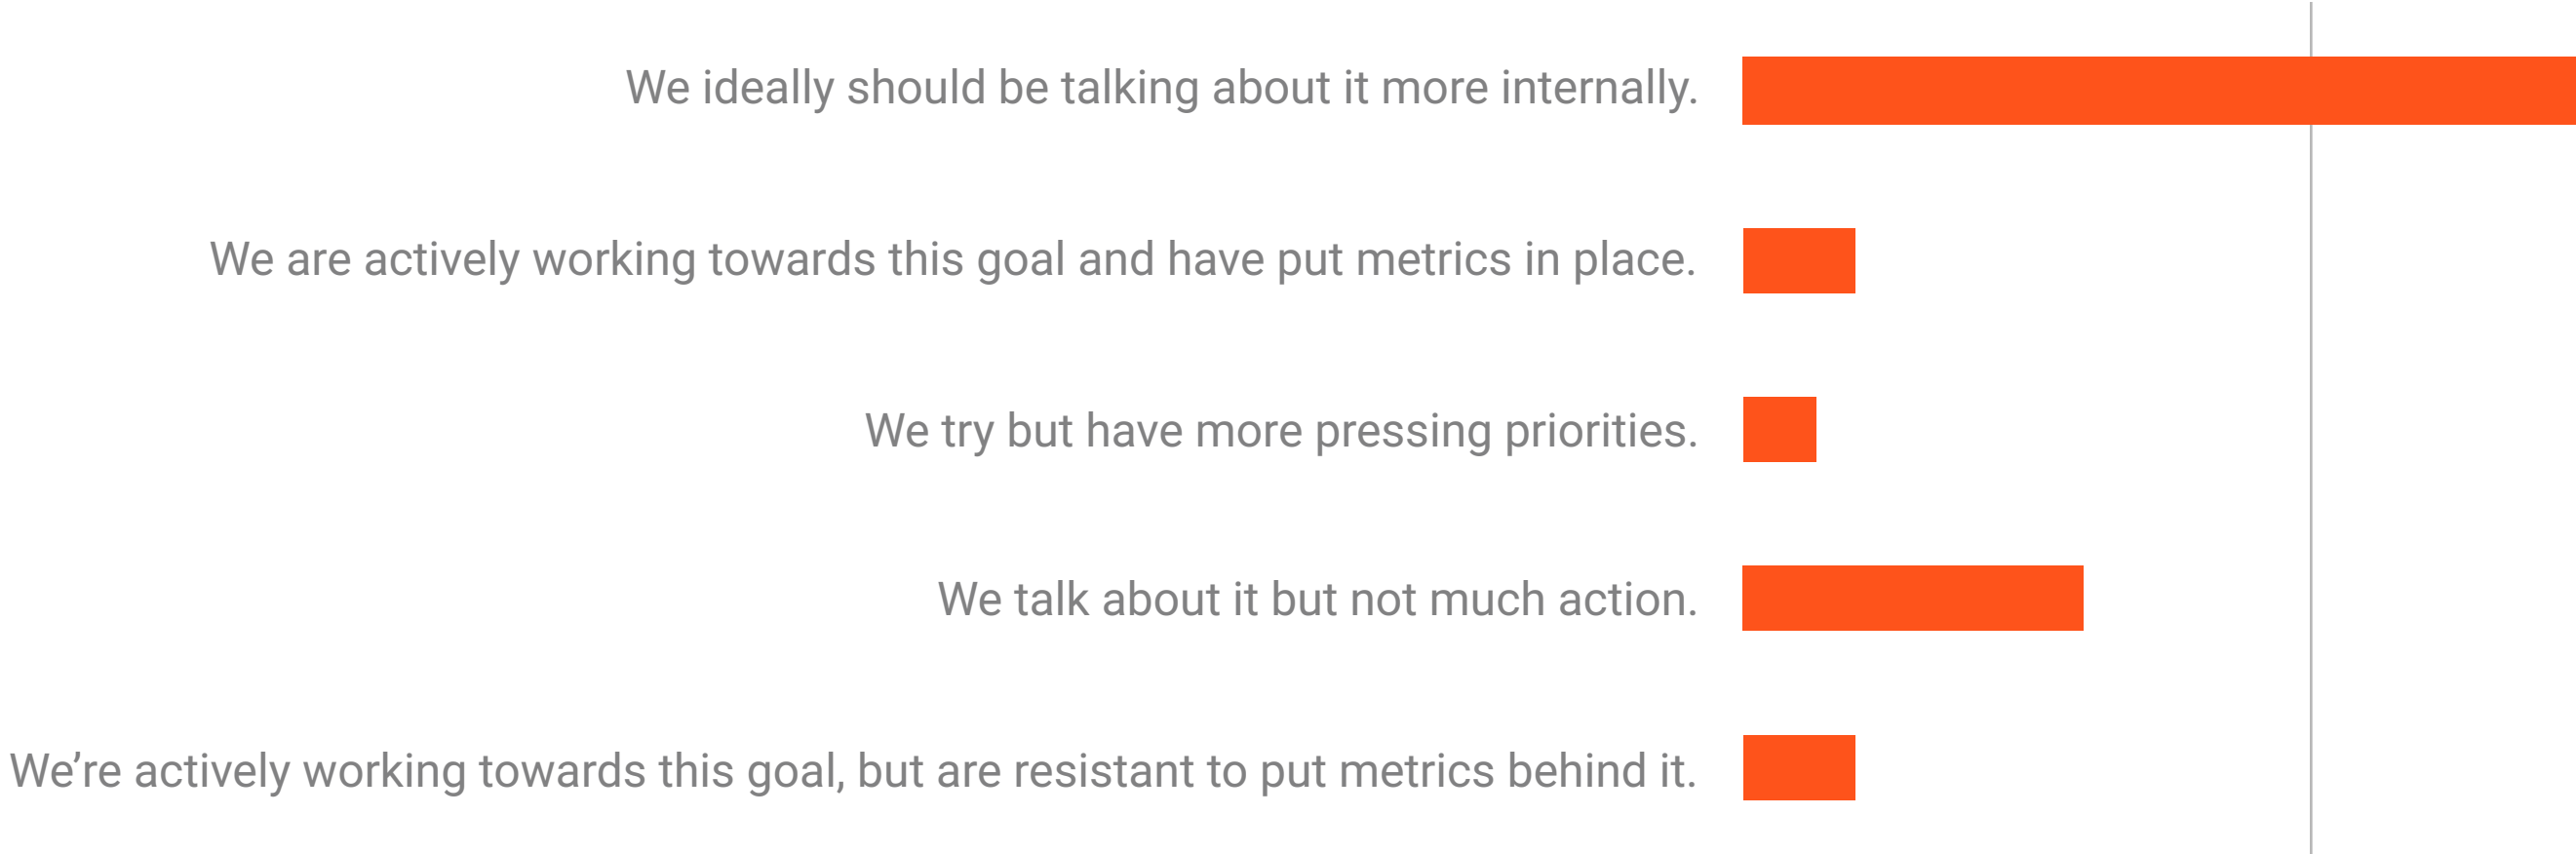 We ideally should be talking about it more internally.
We are actively working towards this goal and have put metrics in place.
We try but have more pressing priorities.
We talk about it but not much action.
We’re actively working towards this goal, but are resistant to put metrics behind it.